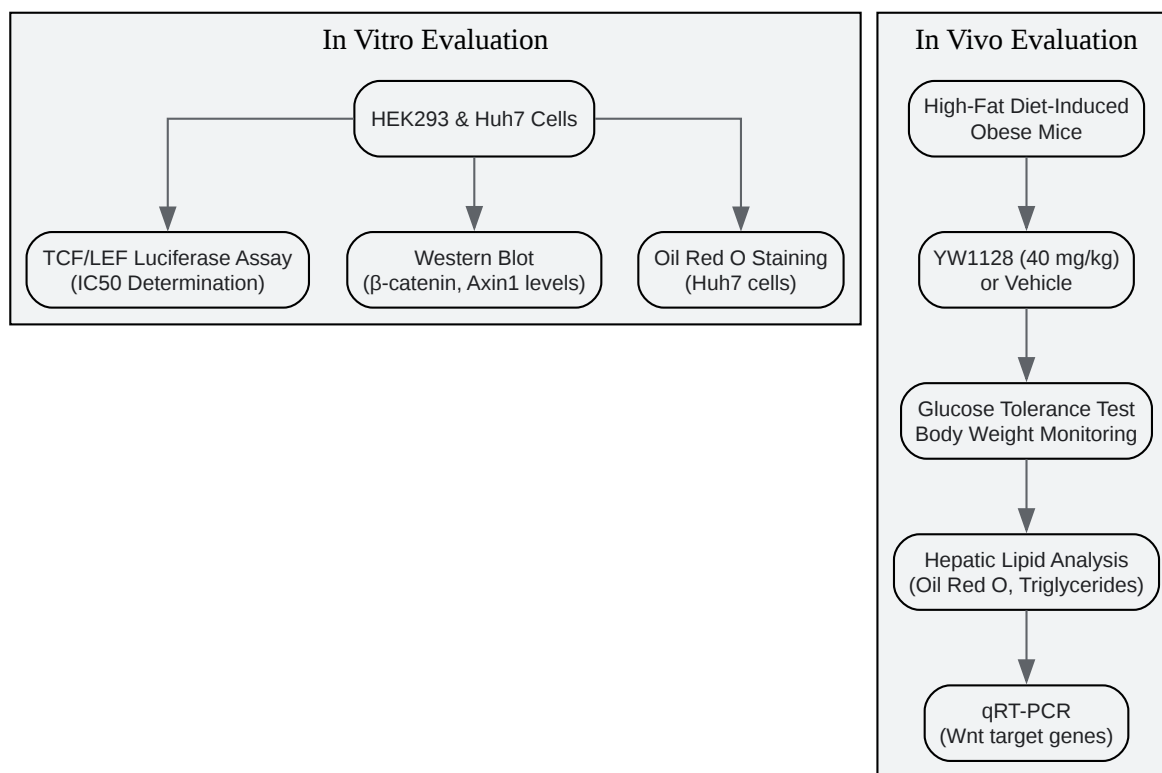 In Vitro Evaluation
HEK293 & Huh7 Cells
TCF/LEF Luciferase Assay
(IC50 Determination)
Western Blot
(β-catenin, Axin1 levels)
Oil Red O Staining
(Huh7 cells)
In Vivo Evaluation
High-Fat Diet-Induced
Obese Mice
YW1128 (40 mg/kg)
or Vehicle
Glucose Tolerance Test
Body Weight Monitoring
Hepatic Lipid Analysis
(Oil Red O, Triglycerides)
qRT-PCR
(Wnt target genes)